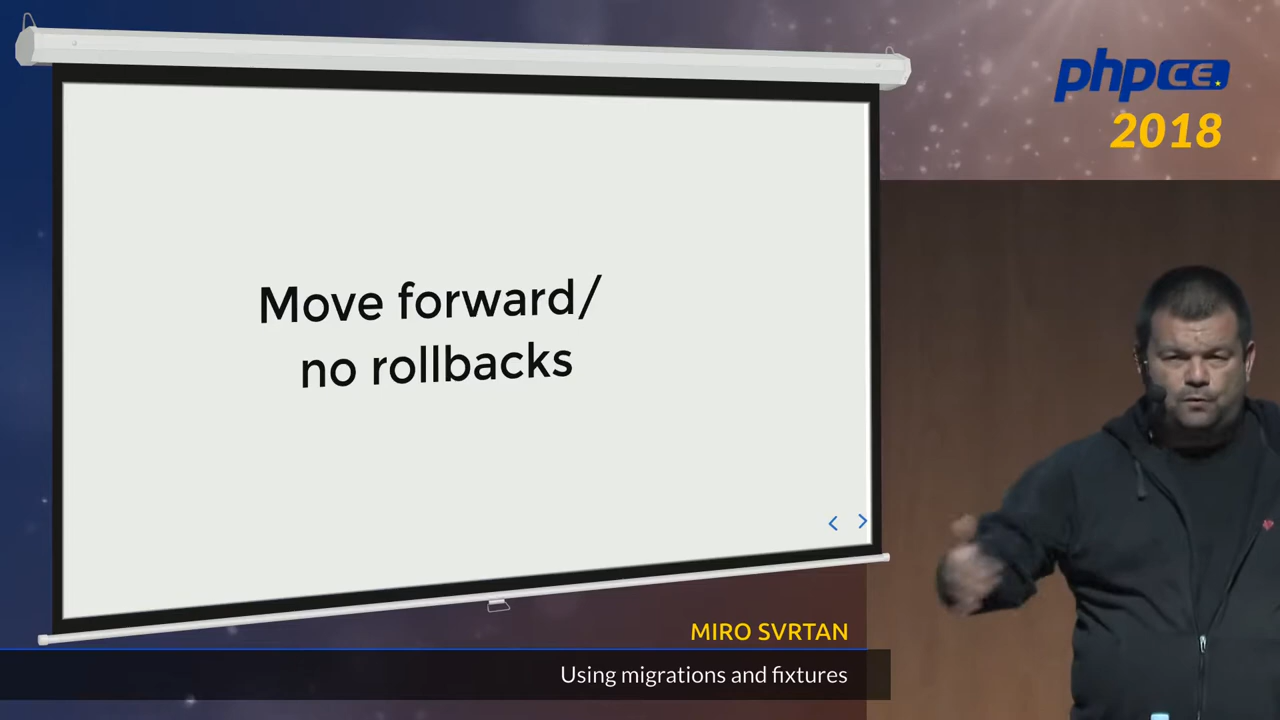 phpCE.
2018
Move forward/
no rollbacks
MIRO SVRTAN
Using migrations and fixtures